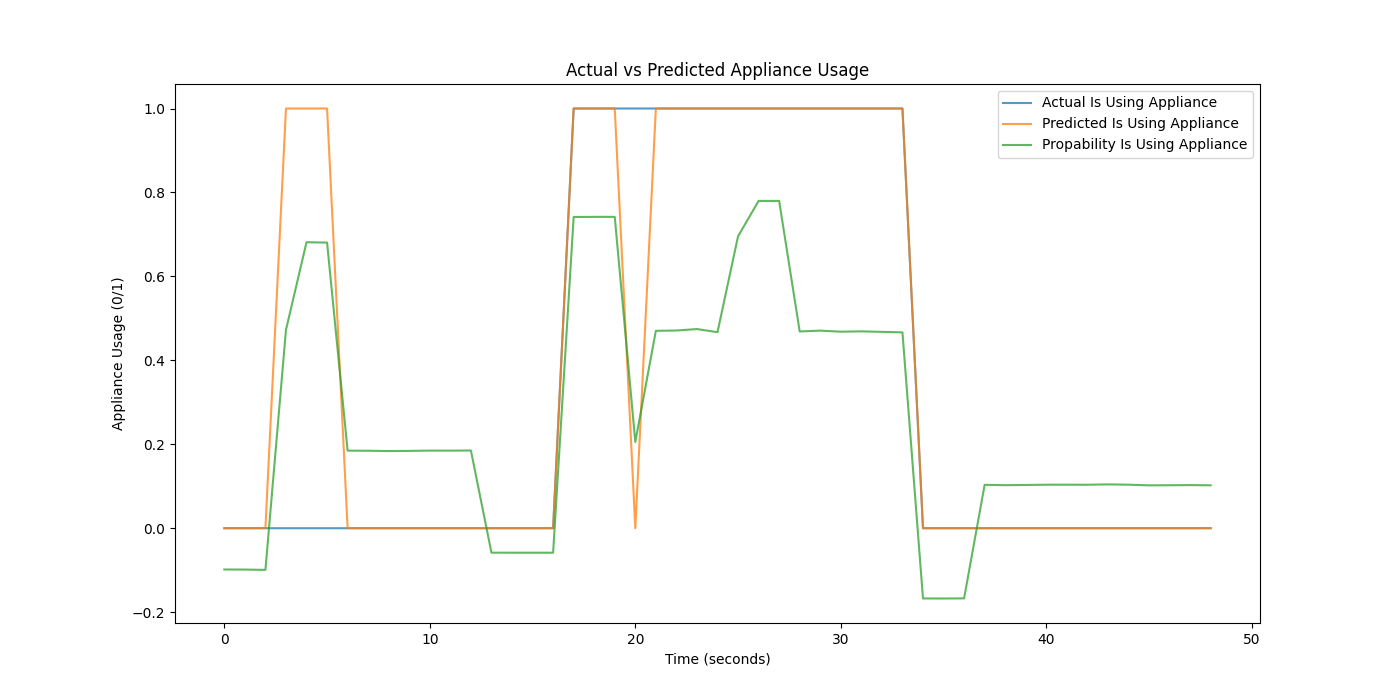 Actual vs Predicted Appliance Usage
Actual Is Using Appliance
Predicted Is Using Appliance
Propability Is Using Appliance
Appliance Usage (0/1)
1.0
0.8
0.6
0.4
0.2
0.0
−0.2
0 10 20 30 40 50
Time (seconds)